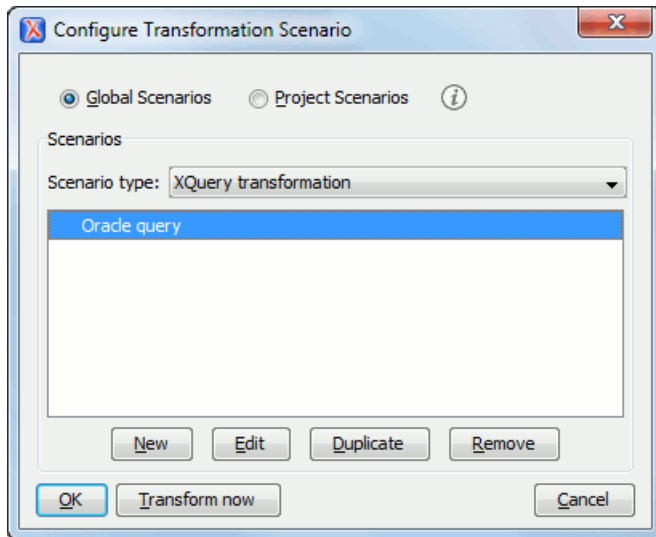 Configure Transformation Scenario
Global Scenarios Project Scenarios
Scenarios
Scenario type: XQuery transformation
Oracle query
New Edit Duplicate Remove
OK Transform now Cancel